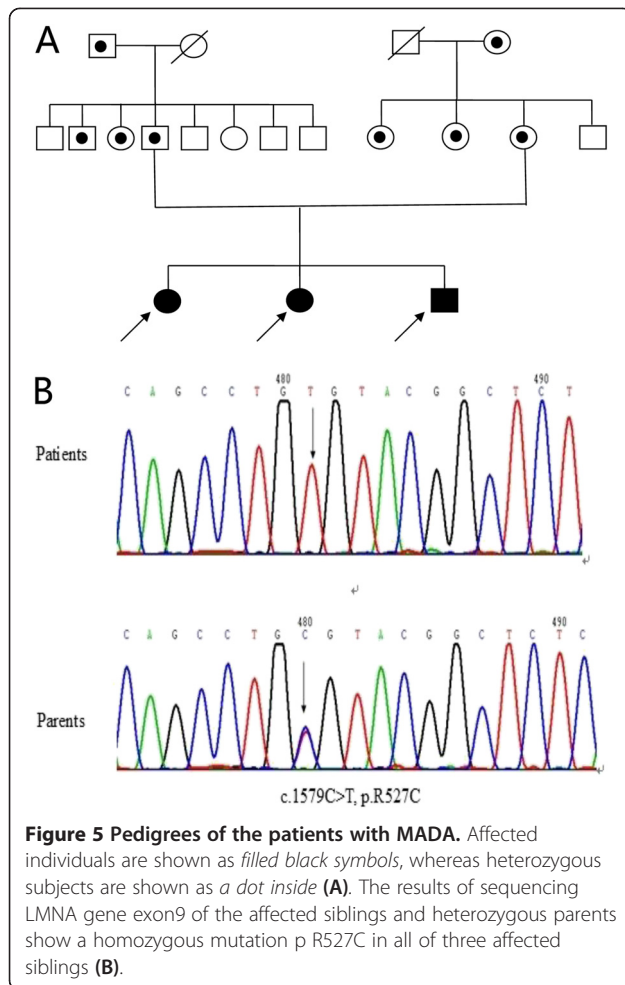 A
B
480 490
C A G C C T G T G T A C G G C T C T
Patients
480 490
C A G C C T G C G T A C G G C T C T C
Parents
c.1579C>T, p.R527C
Figure 5 Pedigrees of the patients with MADA. Affected
individuals are shown as filled black symbols, whereas heterozygous
subjects are shown as a dot inside (A). The results of sequencing
LMNA gene exon9 of the affected siblings and heterozygous parents
show a homozygous mutation p R527C in all of three affected
siblings (B).